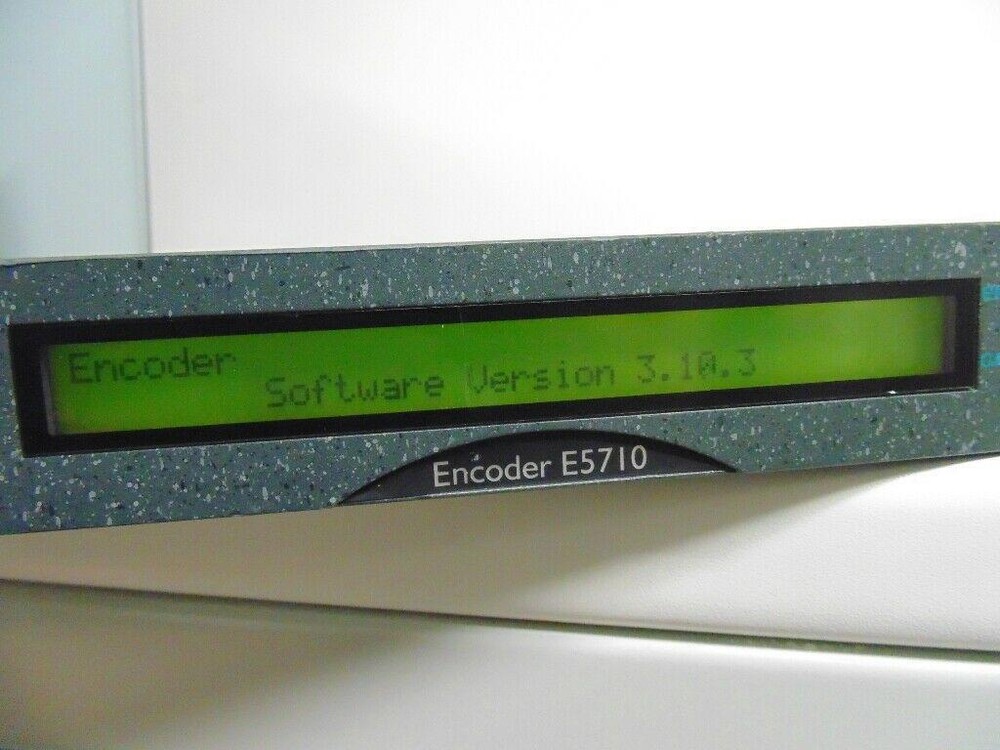 Encoder
Software Version 3.10.3
Encoder E5710